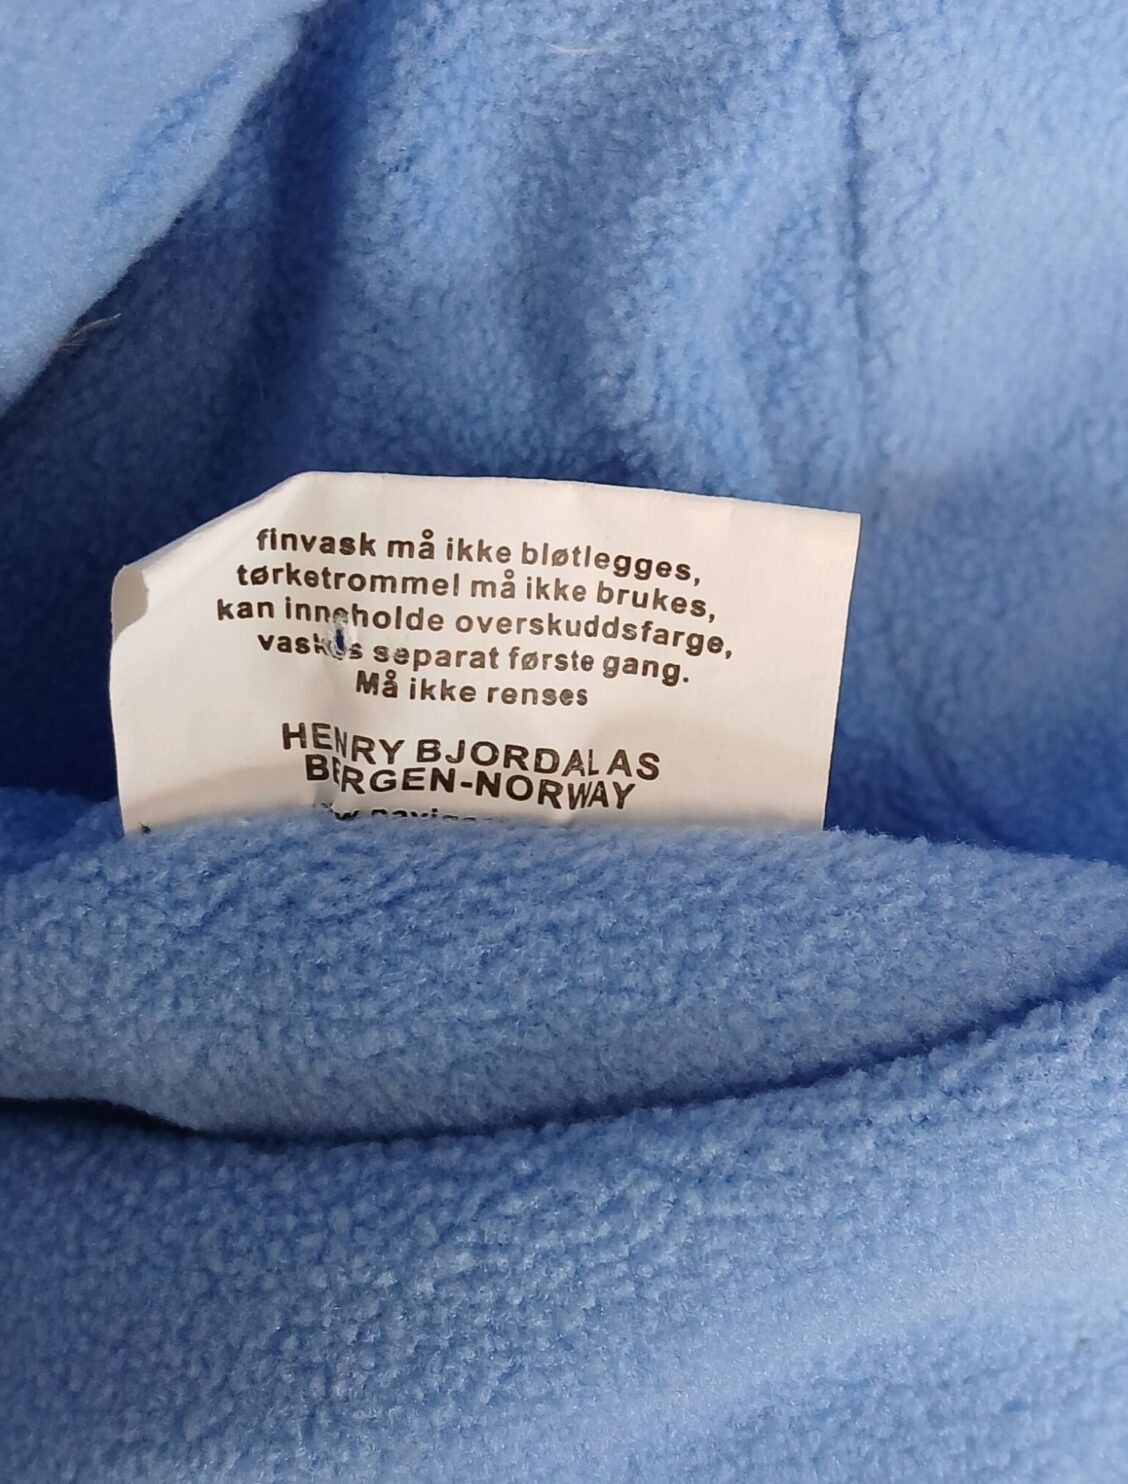 finvask må ikke bløtlegges,
tørketrommel må ikke brukes,
kan inneholde overskuddsfarge,
vaskes separat første gang.
Må ikke renses
HENRY BJORDAL AS
BERGEN-NORWAY